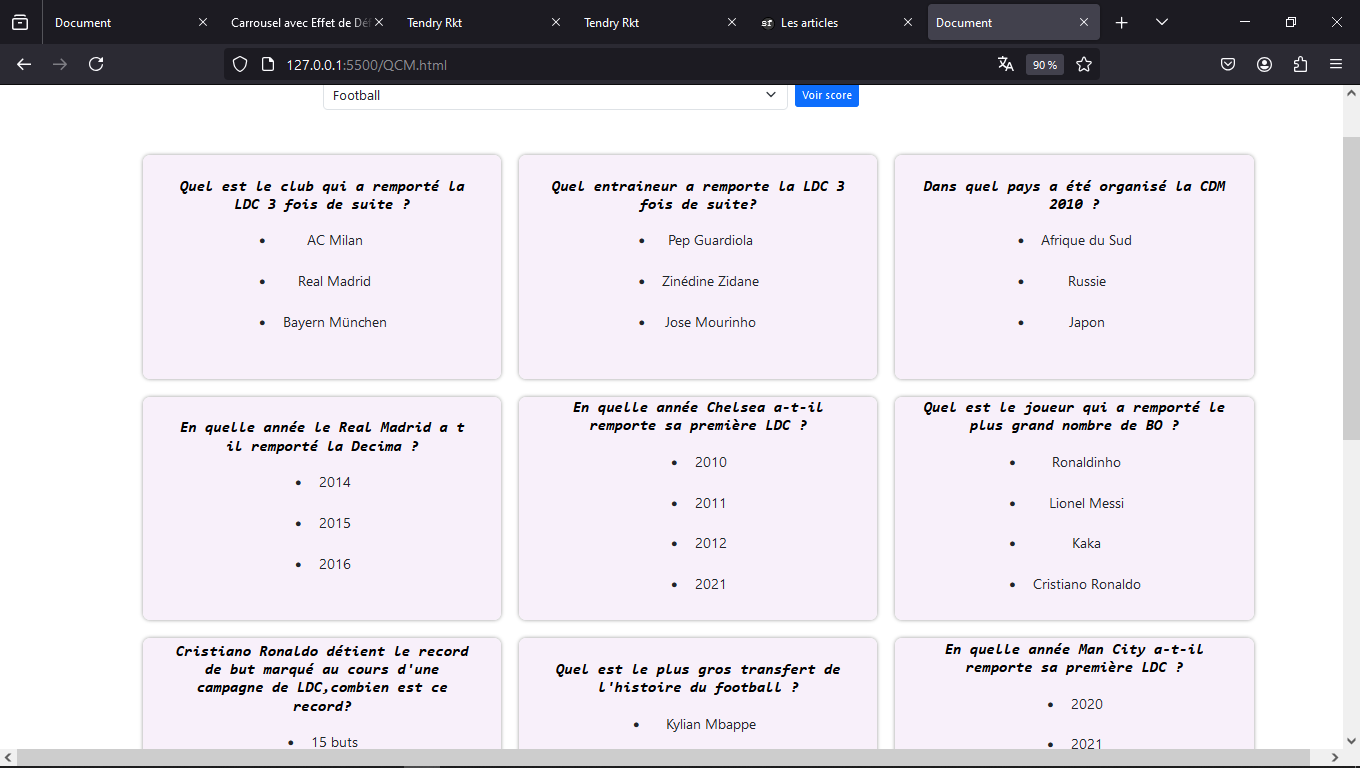 Document
Carrousel avec Effet de Déf
Tendry Rkt
Tendry Rkt
Les articles
Document
127.0.0.1:5500/QCM.html
90 %
Football
Voir score
Quel est le club qui a remporté la
LDC 3 fois de suite ?
AC Milan
Real Madrid
Bayern München
Quel entraineur a remporte la LDC 3
fois de suite?
Pep Guardiola
Zinédine Zidane
Jose Mourinho
Dans quel pays a été organisé la CDM
2010 ?
Afrique du Sud
Russie
Japon
En quelle année le Real Madrid a t
il remporté la Decima ?
2014
2015
2016
En quelle année Chelsea a-t-il
remporte sa première LDC ?
2010
2011
2012
2021
Quel est le joueur qui a remporté le
plus grand nombre de BO ?
Ronaldinho
Lionel Messi
Kaka
Cristiano Ronaldo
Cristiano Ronaldo détient le record
de but marqué au cours d'une
campagne de LDC,combien est ce
record?
15 buts
Quel est le plus gros transfert de
l'histoire du football ?
Kylian Mbappe
En quelle année Man City a-t-il
remporte sa première LDC ?
2020
2021